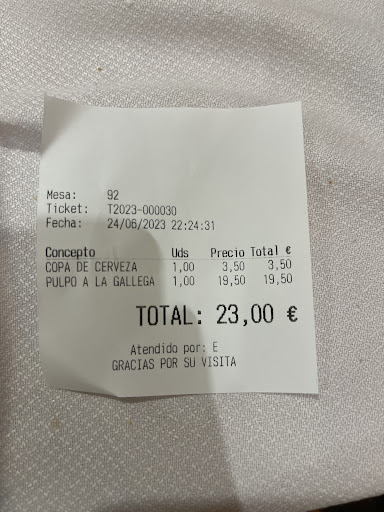 Mesa: 92
Ticket: T2023-000030
Fecha: 24/06/2023 22:24:31
Concepto Uds Precio Total €
COPA DE CERVEZA 1,00 3,50 3,50
PULPO A LA GALLEGA 1,00 19,50 19,50
TOTAL: 23,00 €
Atendido por: E
GRACIAS POR SU VISITA